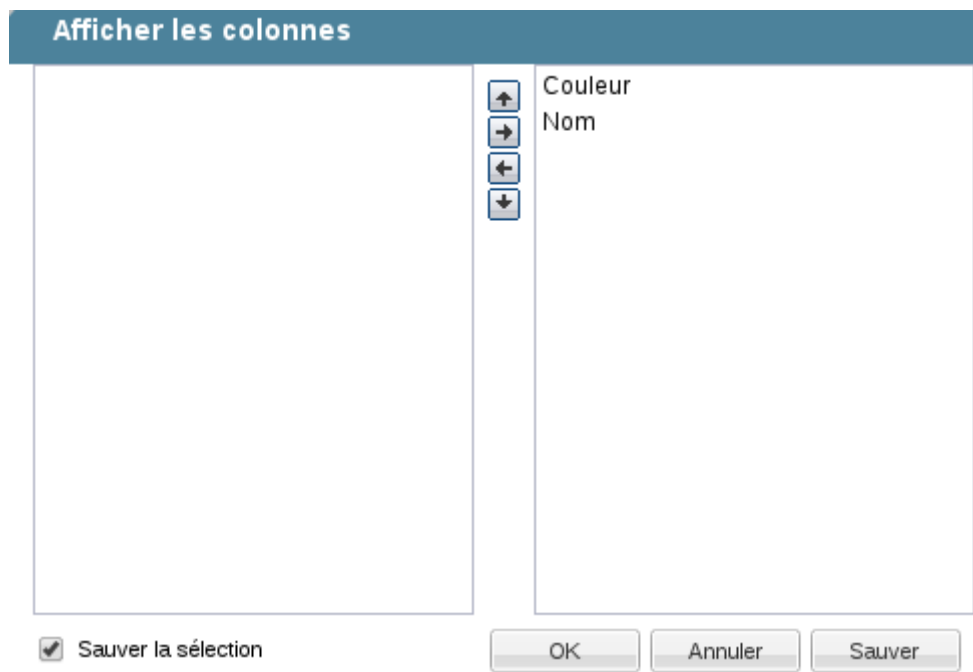 Afficher les colonnes
Couleur
Nom
Sauver la sélection
OK
Annuler
Sauver